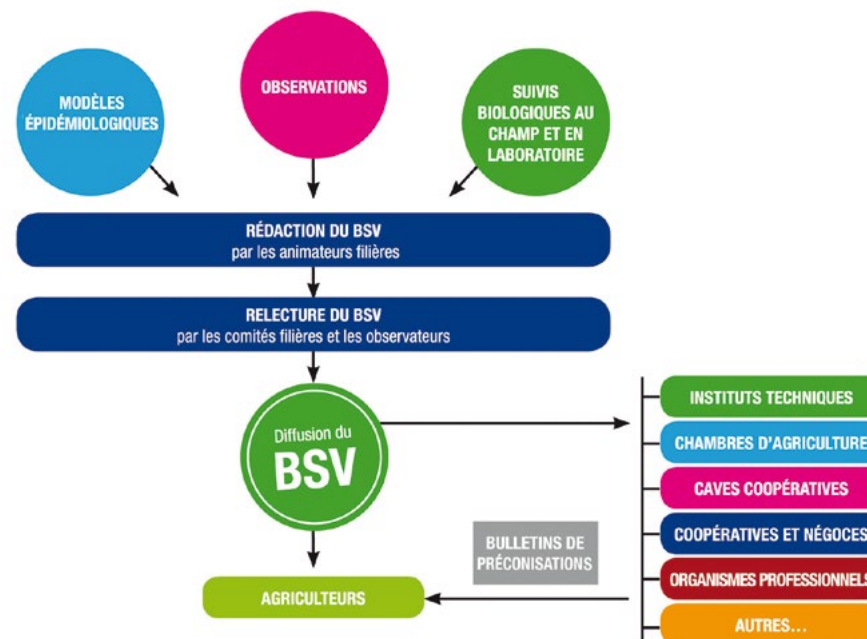 MODÈLES
ÉPIDÉMIOLOGIQUES
OBSERVATIONS
SUIVIS
BIOLOGIQUES AU
CHAMP ET EN
LABORATOIRE
RÉDACTION DU BSV
par les animateurs filières
RELECTURE DU BSV
par les comités filières et les observateurs
Diffusion du
BSV
INSTITUTS TECHNIQUES
CHAMBRES D'AGRICULTURE
CAVES COOPÉRATIVES
COOPÉRATIVES ET NÉGOCES
ORGANISMES PROFESSIONNELS
AUTRES...
BULLETINS DE
PRÉCONISATIONS
AGRICULTEURS